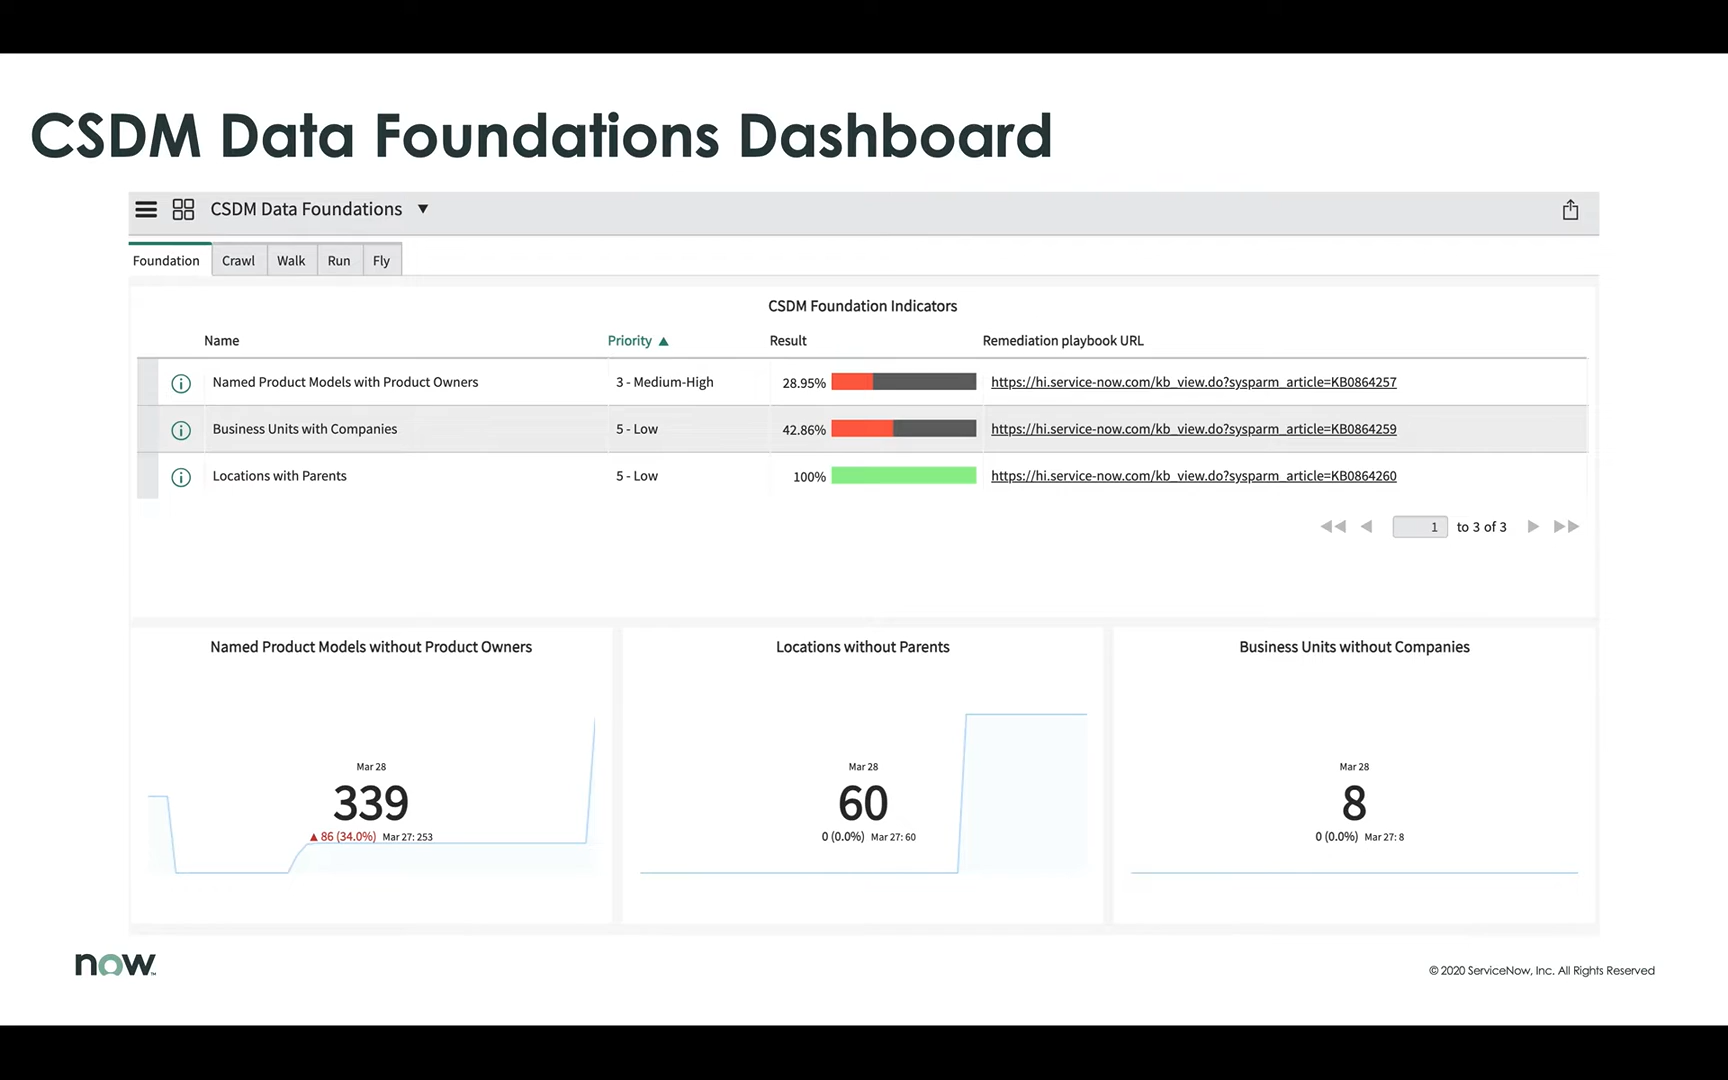 CSDM Data Foundations Dashboard
CSDM Data Foundations ▼
Foundation Crawl Walk Run Fly
CSDM Foundation Indicators
Name Priority ▲ Result Remediation playbook URL
Named Product Models with Product Owners 3 - Medium-High 28.95% https://hi.service-now.com/kb_view.do?sysparm_article=KB0864257
Business Units with Companies 5 - Low 42.86% https://hi.service-now.com/kb_view.do?sysparm_article=KB0864259
Locations with Parents 5 - Low 100% https://hi.service-now.com/kb_view.do?sysparm_article=KB0864260
1 to 3 of 3
Named Product Models without Product Owners
Mar 28
339
▲ 86 (34.0%) Mar 27: 253
Locations without Parents
Mar 28
60
0 (0.0%) Mar 27: 60
Business Units without Companies
Mar 28
8
0 (0.0%) Mar 27: 8
now™
© 2020 ServiceNow, Inc. All Rights Reserved